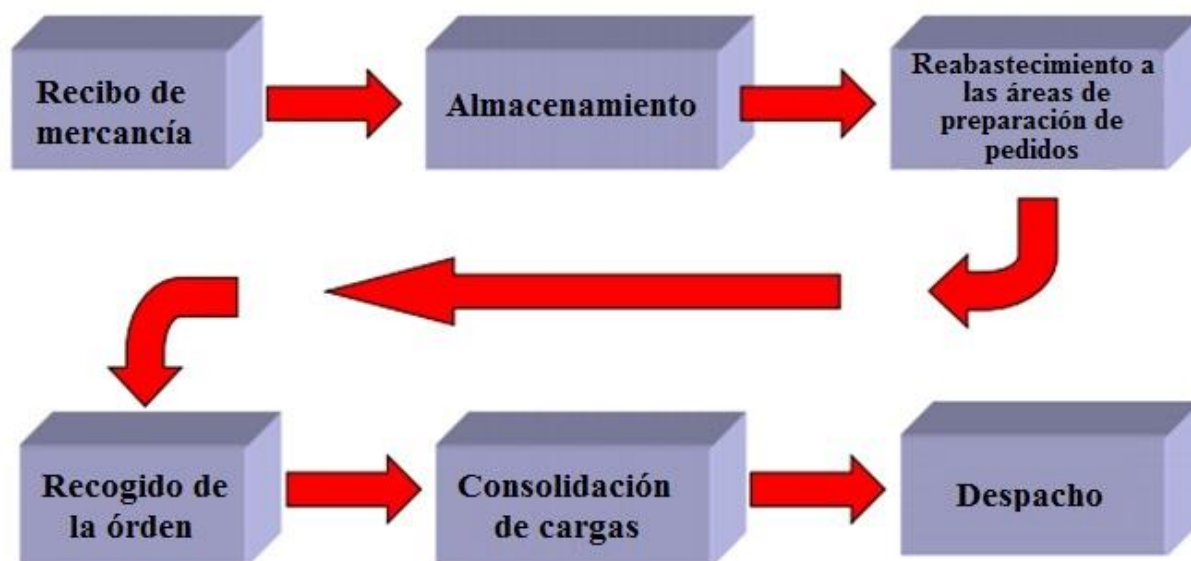 Recibo de
mercancía
Almacenamiento
Reabastecimiento a
las áreas de
preparación de
pedidos
Recogido de
la órden
Consolidación
de cargas
Despacho